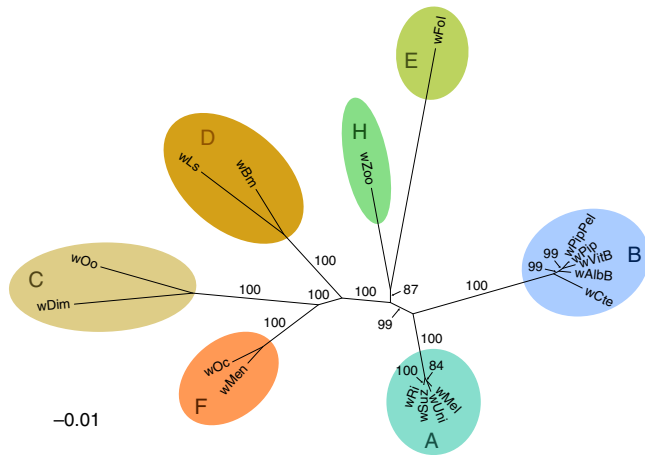 wFol
E
H
wZoo
D
wLs
wBm
C
wOo
wDim
100
100
100
100
100
87
99
100
99
99
wPipPel
wPip
wVitB
wAlbB
wCte
B
wOc
wMen
F
100
100
84
wRi
wSuz
wUni
wMel
A
–0.01